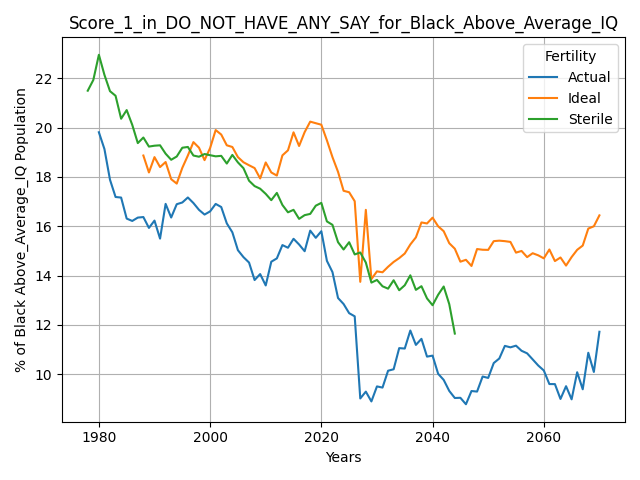 Score_1_in_DO_NOT_HAVE_ANY_SAY_for_Black_Above_Average_IQ
Fertility
Actual
Ideal
Sterile
% of Black Above_Average_IQ Population
22
20
18
16
14
12
10
1980
2000
2020
2040
2060
Years